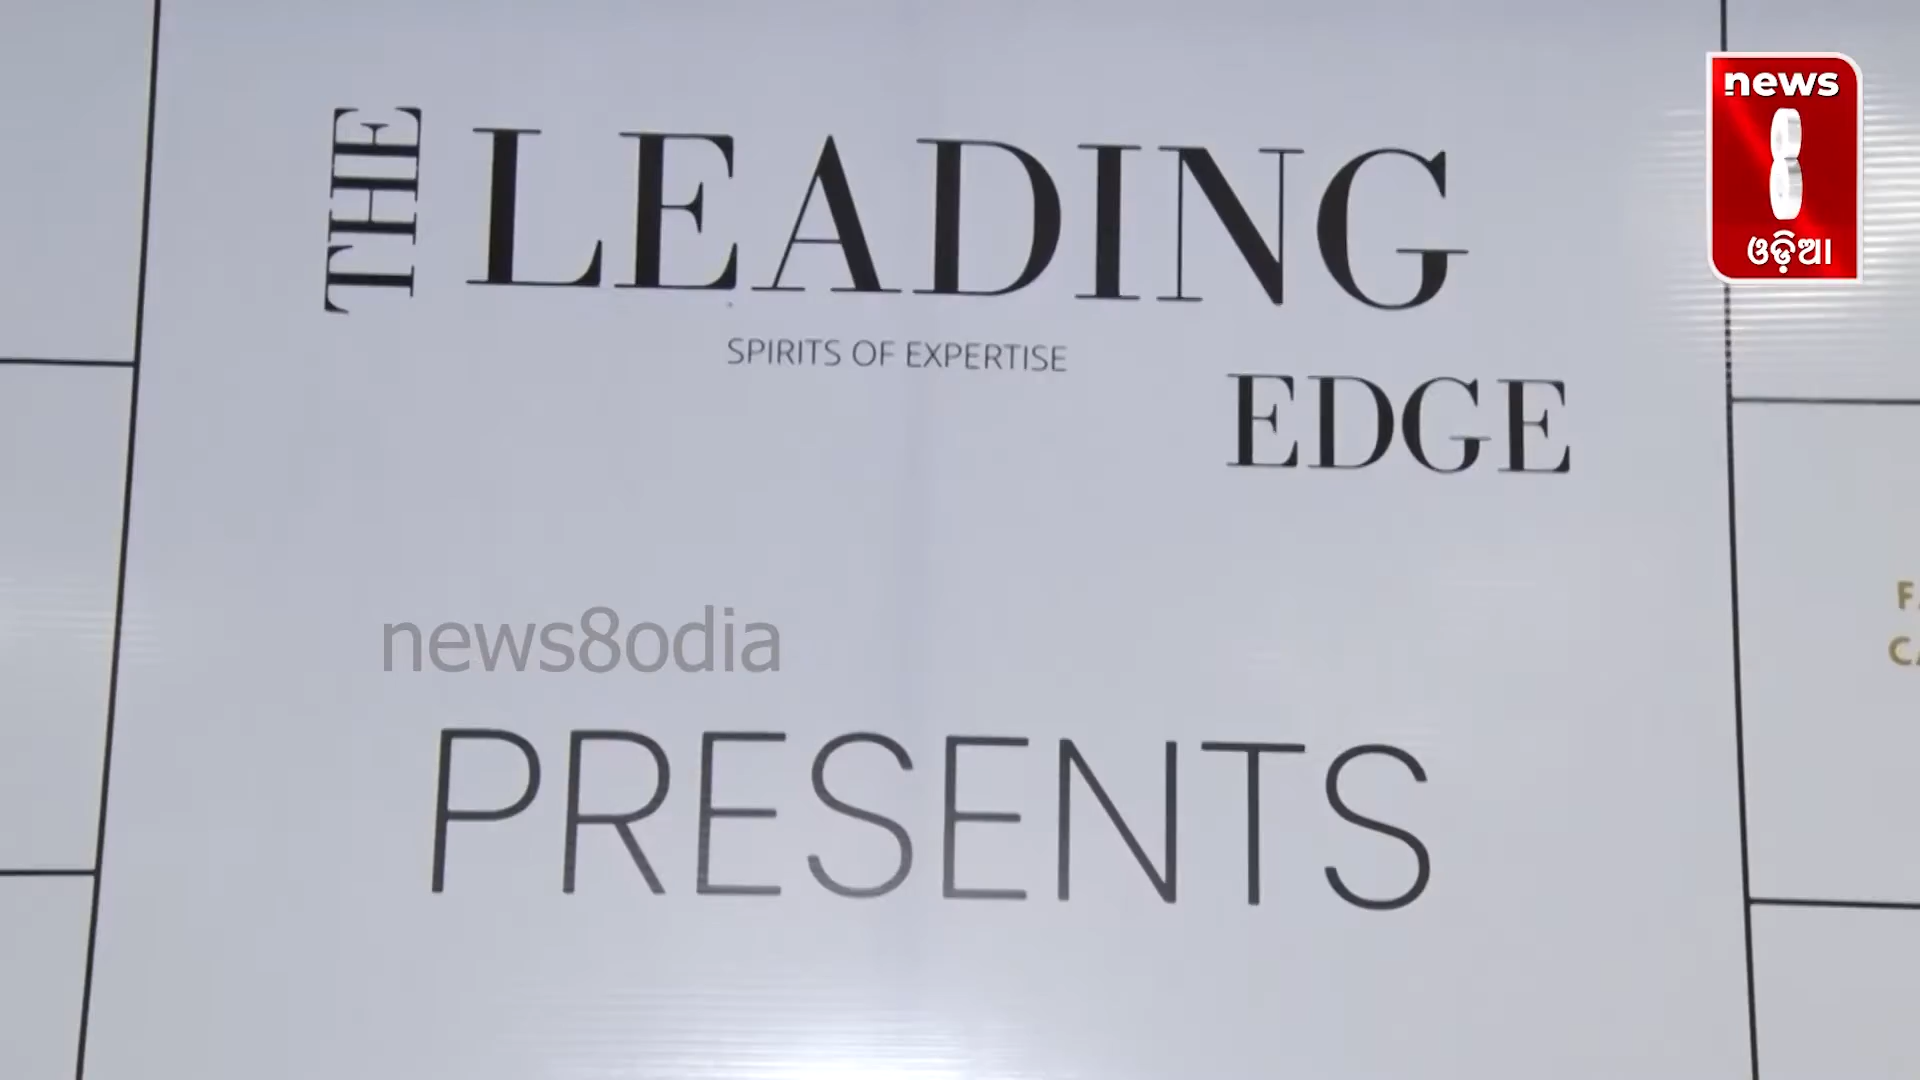 THE LEADING
SPIRITS OF EXPERTISE
EDGE
news8odia
PRESENTS
news
8
ଓଡ଼ିଆ